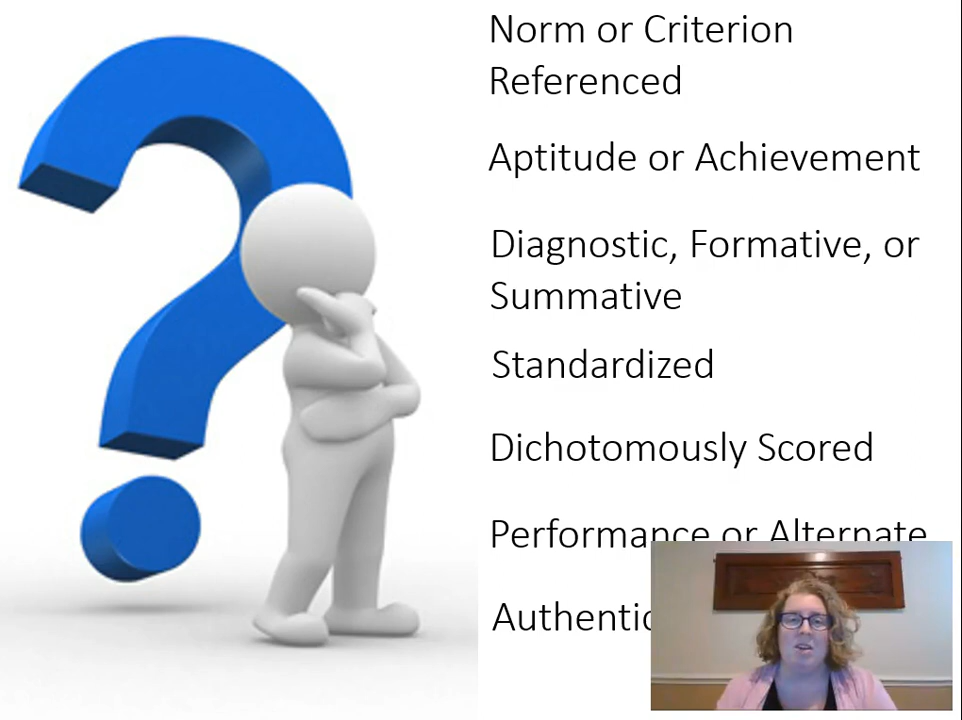 Norm or Criterion
Referenced
Aptitude or Achievement
Diagnostic, Formative, or
Summative
Standardized
Dichotomously Scored
Performance or Alternate
Authentic